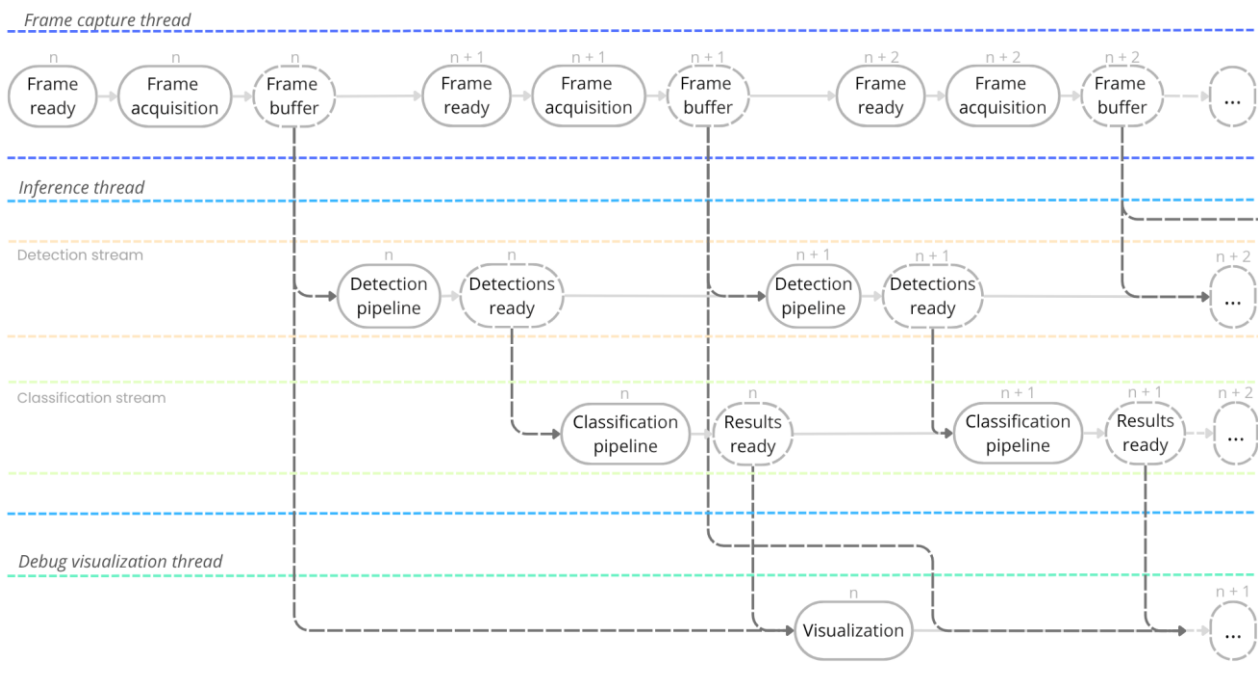 Frame capture thread
n n n n + 1 n + 1 n + 1 n + 2 n + 2 n + 2
Frame ready
Frame acquisition
Frame buffer
Frame ready
Frame acquisition
Frame buffer
Frame ready
Frame acquisition
Frame buffer
...
Inference thread
Detection stream
n n n + 1 n + 1 n + 2
Detection pipeline
Detections ready
Detection pipeline
Detections ready
...
Classification stream
n n n + 1 n + 1 n + 2
Classification pipeline
Results ready
Classification pipeline
Results ready
...
Debug visualization thread
n n + 1
Visualization
...